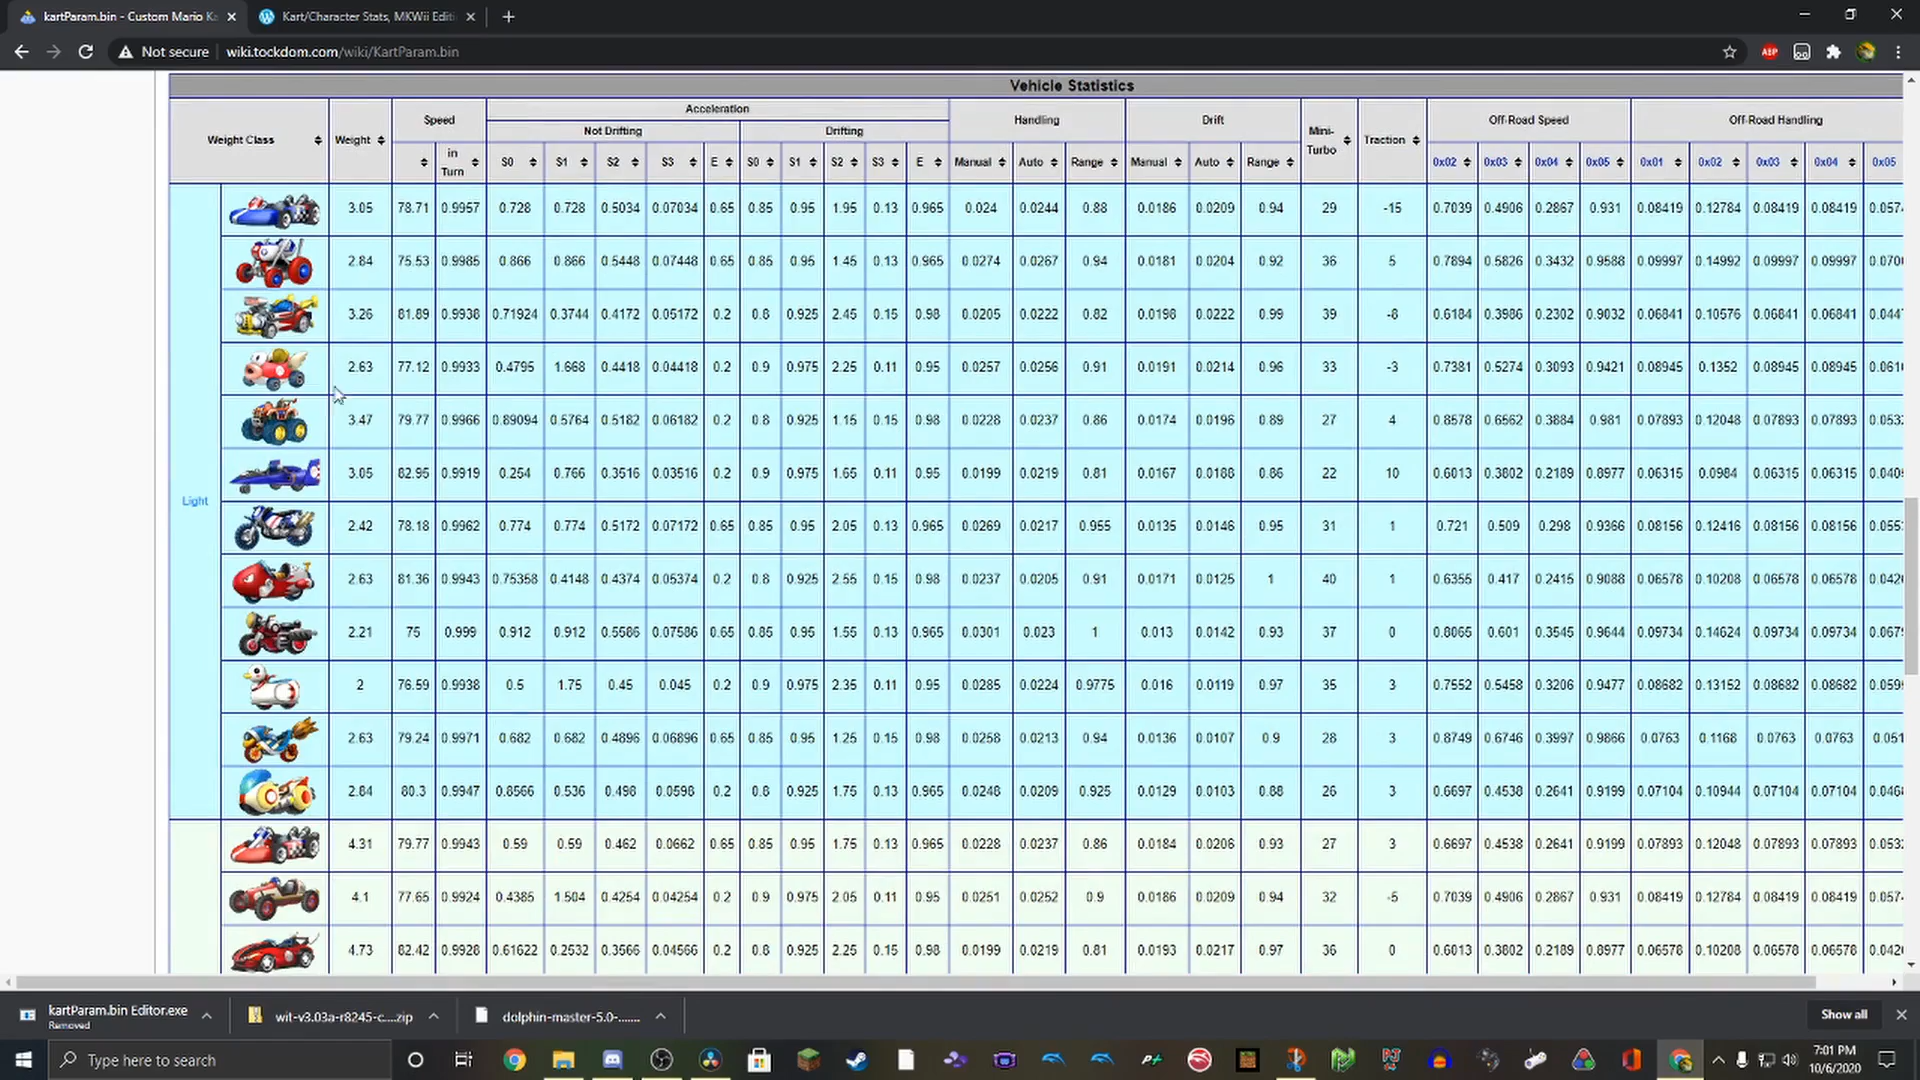 kartParam.bin - Custom Mario Ka
Kart/Character Stats, MKWii Editi
Not secure | wiki.tockdom.com/wiki/KartParam.bin
ABP
Vehicle Statistics
Weight Class Weight Speed Acceleration Handling Drift Mini-Turbo Traction Off-Road Speed Off-Road Handling
Not Drifting Drifting
in Turn S0 S1 S2 S3 E S0 S1 S2 S3 E Manual Auto Range Manual Auto Range 0x02 0x03 0x04 0x05 0x01 0x02 0x03 0x04 0x05
3.05 78.71 0.9957 0.728 0.728 0.5034 0.07034 0.65 0.85 0.95 1.95 0.13 0.965 0.024 0.0244 0.88 0.0186 0.0209 0.94 29 -15 0.7039 0.4906 0.2867 0.931 0.08419 0.12784 0.08419 0.08419 0.057
2.84 75.53 0.9985 0.866 0.866 0.5448 0.07448 0.65 0.85 0.95 1.45 0.13 0.965 0.0274 0.0267 0.94 0.0181 0.0204 0.92 36 5 0.7894 0.5826 0.3432 0.9588 0.09997 0.14992 0.09997 0.09997 0.070
3.26 81.89 0.9938 0.71924 0.3744 0.4172 0.05172 0.2 0.8 0.925 2.45 0.15 0.98 0.0205 0.0222 0.82 0.0198 0.0222 0.99 39 -8 0.6184 0.3986 0.2302 0.9032 0.06841 0.10576 0.06841 0.06841 0.044
2.63 77.12 0.9933 0.4795 1.668 0.4418 0.04418 0.2 0.9 0.975 2.25 0.11 0.95 0.0257 0.0256 0.91 0.0191 0.0214 0.96 33 -3 0.7381 0.5274 0.3093 0.9421 0.08945 0.1352 0.08945 0.08945 0.061
3.47 79.77 0.9966 0.89094 0.5764 0.5182 0.06182 0.2 0.8 0.925 1.15 0.15 0.98 0.0228 0.0237 0.86 0.0174 0.0196 0.89 27 4 0.8578 0.6562 0.3884 0.981 0.07893 0.12048 0.07893 0.07893 0.053
3.05 82.95 0.9919 0.254 0.766 0.3516 0.03516 0.2 0.9 0.975 1.65 0.11 0.95 0.0199 0.0219 0.81 0.0167 0.0188 0.86 22 10 0.6013 0.3802 0.2189 0.8977 0.06315 0.0984 0.06315 0.06315 0.040
Light
2.42 78.18 0.9962 0.774 0.774 0.5172 0.07172 0.65 0.85 0.95 2.05 0.13 0.965 0.0269 0.0217 0.955 0.0135 0.0146 0.95 31 1 0.721 0.509 0.298 0.9366 0.08156 0.12416 0.08156 0.08156 0.055
2.63 81.36 0.9943 0.75358 0.4148 0.4374 0.05374 0.2 0.8 0.925 2.55 0.15 0.98 0.0237 0.0205 0.91 0.0171 0.0125 1 40 1 0.6355 0.417 0.2415 0.9088 0.06578 0.10208 0.06578 0.06578 0.042
2.21 75 0.999 0.912 0.912 0.5586 0.07586 0.65 0.85 0.95 1.55 0.13 0.965 0.0301 0.023 1 0.013 0.0142 0.93 37 0 0.8065 0.601 0.3545 0.9644 0.09734 0.14624 0.09734 0.09734 0.067
2 76.59 0.9938 0.5 1.75 0.45 0.045 0.2 0.9 0.975 2.35 0.11 0.95 0.0285 0.0224 0.9775 0.016 0.0119 0.97 35 3 0.7552 0.5458 0.3206 0.9477 0.08682 0.13152 0.08682 0.08682 0.059
2.63 79.24 0.9971 0.682 0.682 0.4896 0.06896 0.65 0.85 0.95 1.25 0.15 0.98 0.0258 0.0213 0.94 0.0136 0.0107 0.9 28 3 0.8749 0.6746 0.3997 0.9866 0.0763 0.1168 0.0763 0.0763 0.051
2.84 80.3 0.9947 0.8566 0.536 0.498 0.0598 0.2 0.8 0.925 1.75 0.13 0.965 0.0248 0.0209 0.925 0.0129 0.0103 0.88 26 3 0.6697 0.4538 0.2641 0.9199 0.07104 0.10944 0.07104 0.07104 0.046
4.31 79.77 0.9943 0.59 0.59 0.462 0.0662 0.65 0.85 0.95 1.75 0.13 0.965 0.0228 0.0237 0.86 0.0184 0.0206 0.93 27 3 0.6697 0.4538 0.2641 0.9199 0.07893 0.12048 0.07893 0.07893 0.053
4.1 77.65 0.9924 0.4385 1.504 0.4254 0.04254 0.2 0.9 0.975 2.05 0.11 0.95 0.0251 0.0252 0.9 0.0186 0.0209 0.94 32 -5 0.7039 0.4906 0.2867 0.931 0.08419 0.12784 0.08419 0.08419 0.057
4.73 82.42 0.9928 0.61622 0.2532 0.3566 0.04566 0.2 0.8 0.925 2.25 0.15 0.98 0.0199 0.0219 0.81 0.0193 0.0217 0.97 36 0 0.6013 0.3802 0.2189 0.8977 0.06578 0.10208 0.06578 0.06578 0.042
kartParam.bin Editor.exe
Removed
wit-v3.03a-r8245-c....zip
dolphin-master-5.0-......
Show all
Type here to search
7:01 PM
10/6/2020